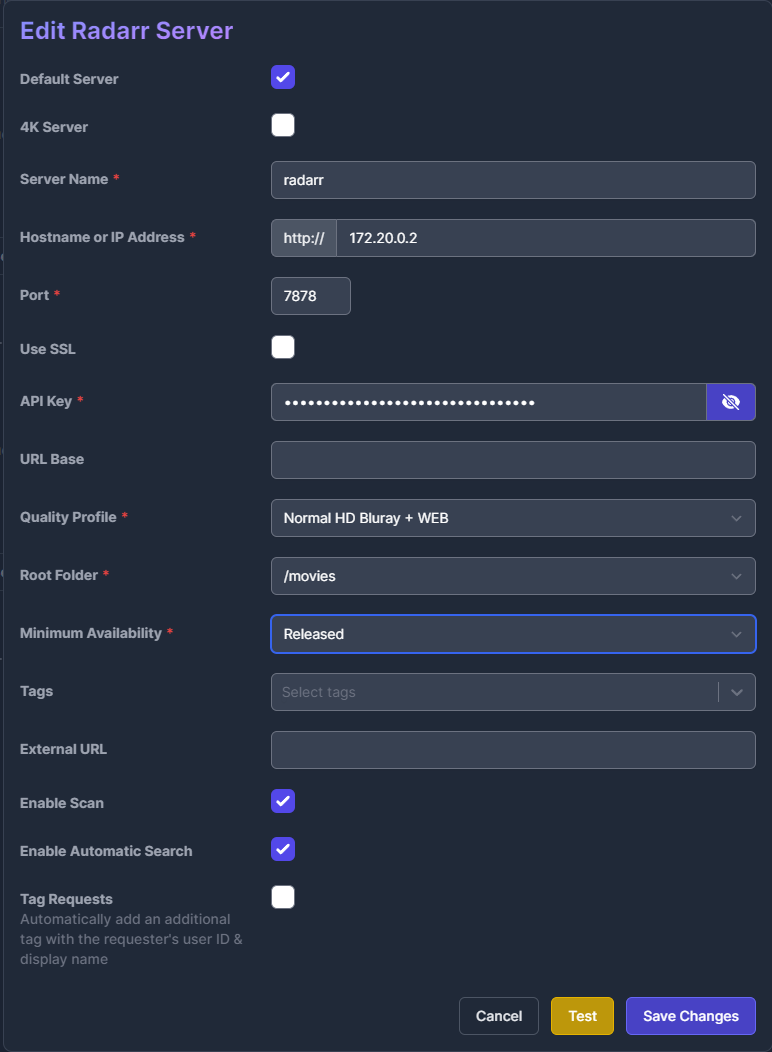 Edit Radarr Server
Default Server
4K Server
Server Name *
radarr
Hostname or IP Address *
http:// 172.20.0.2
Port *
7878
Use SSL
API Key *
••••••••••••••••••••••••••••••••
URL Base
Quality Profile *
Normal HD Bluray + WEB
Root Folder *
/movies
Minimum Availability *
Released
Tags
Select tags
External URL
Enable Scan
Enable Automatic Search
Tag Requests
Automatically add an additional
tag with the requester's user ID &
display name
Cancel
Test
Save Changes